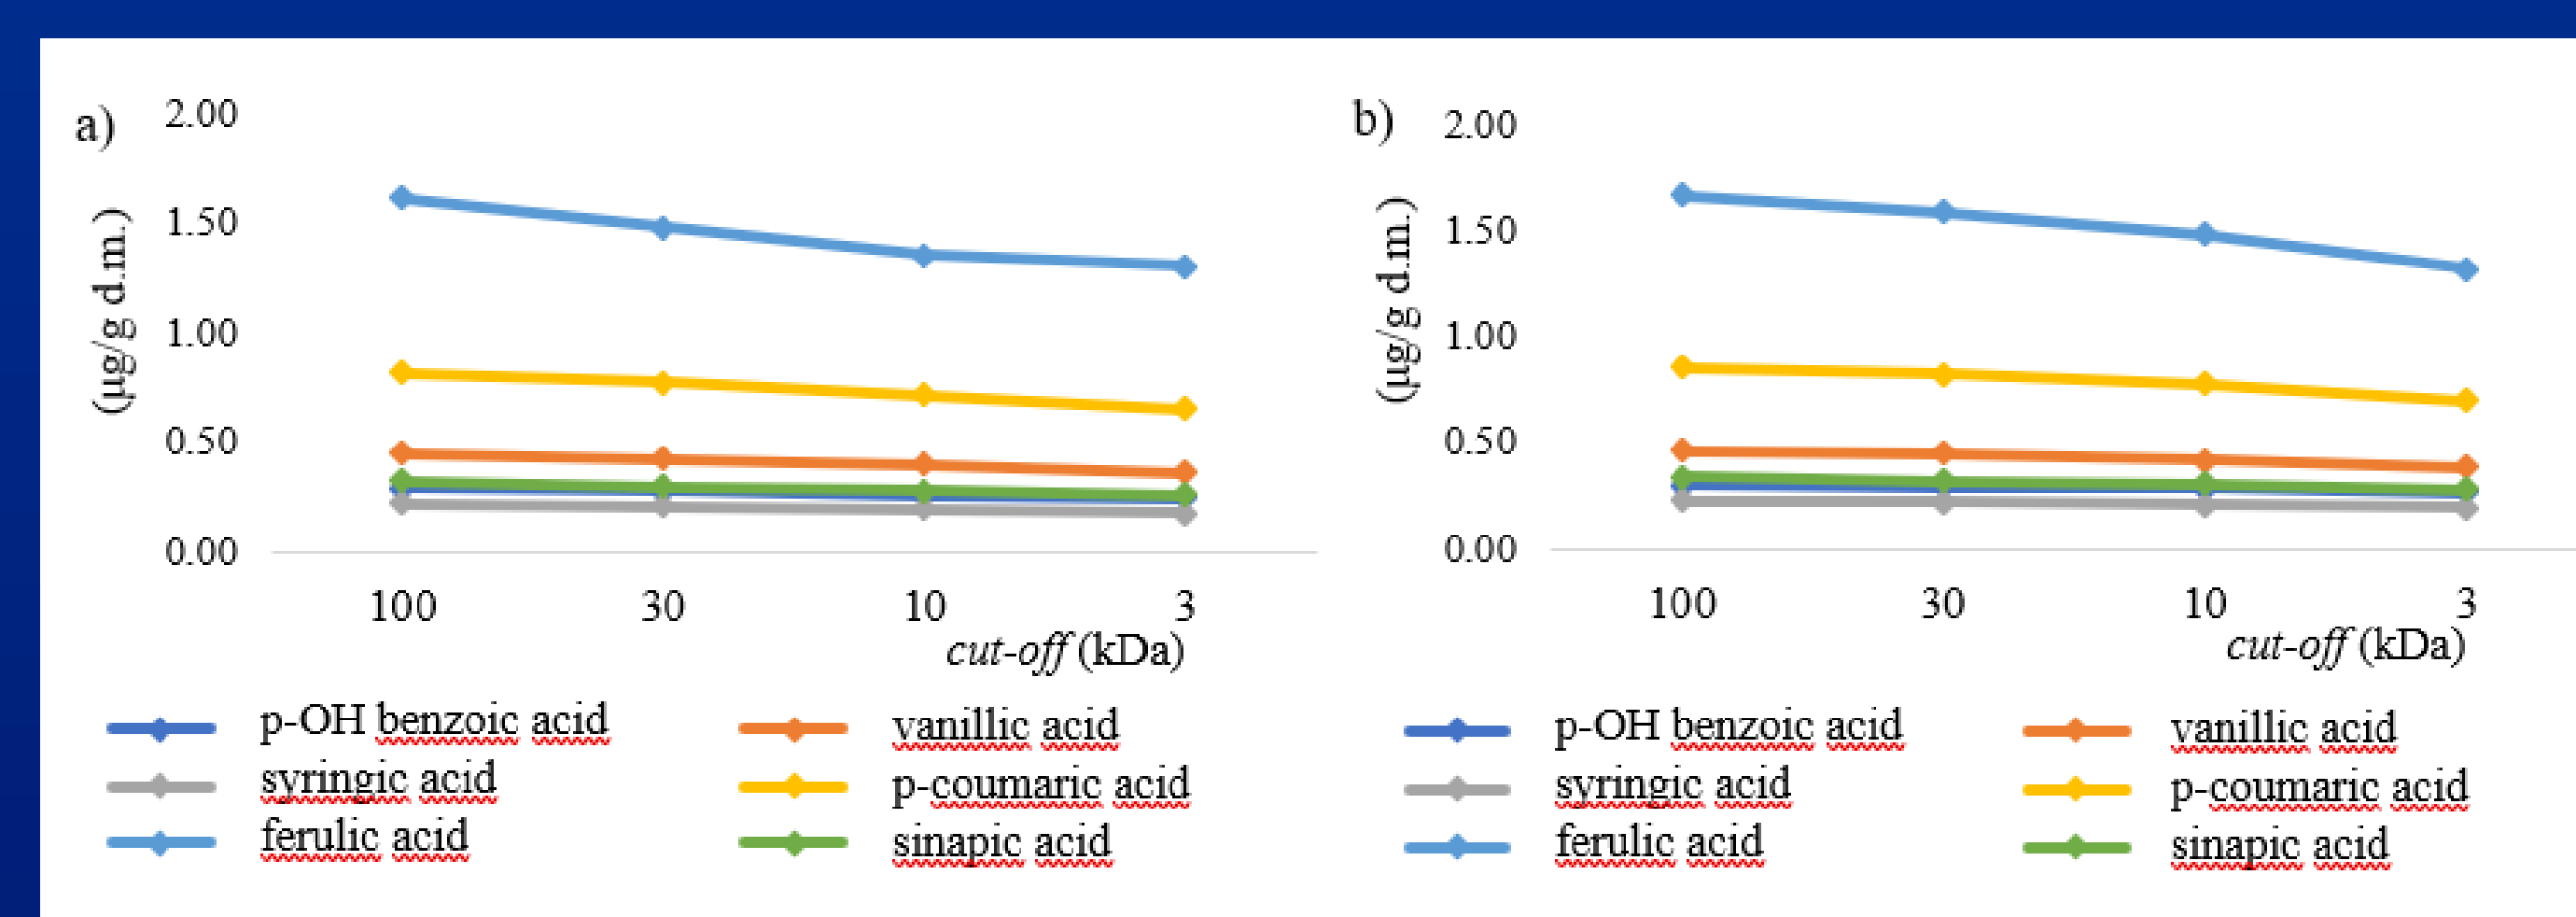 a)
2.00
1.50
1.00
0.50
0.00
(µg/g d.m.)
100 30 10 3
cut-off (kDa)
p-OH benzoic acid
vanillic acid
syringic acid
p-coumaric acid
ferulic acid
sinapic acid
b)
2.00
1.50
1.00
0.50
0.00
(µg/g d.m.)
100 30 10 3
cut-off (kDa)
p-OH benzoic acid
vanillic acid
syringic acid
p-coumaric acid
ferulic acid
sinapic acid